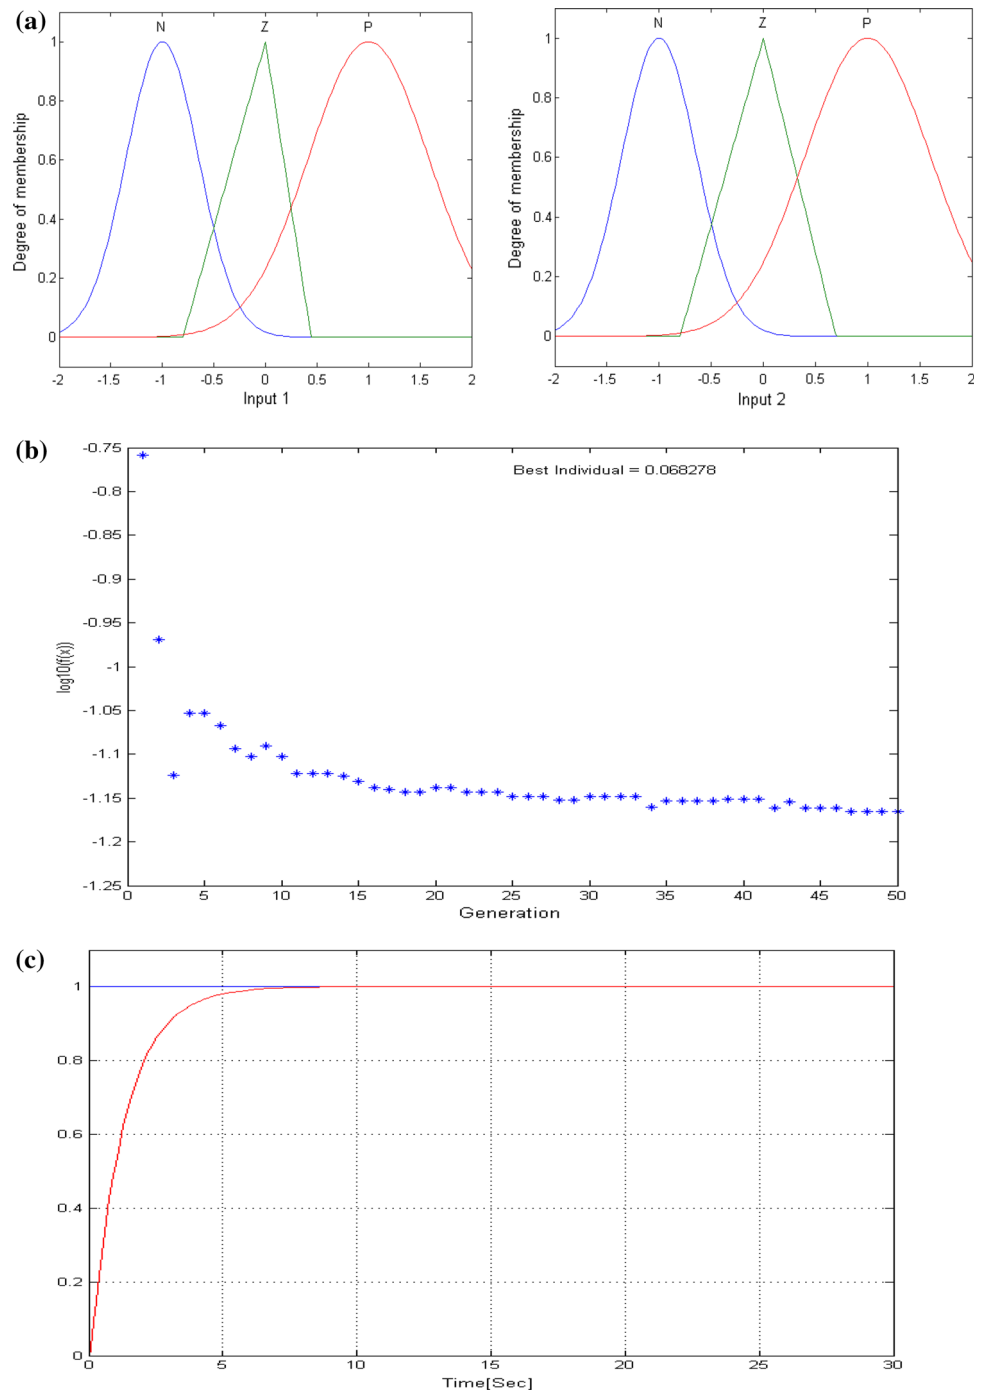 (a)
N Z P
Degree of membership
1
0.8
0.6
0.4
0.2
0
-2 -1.5 -1 -0.5 0 0.5 1 1.5 2
Input 1
N Z P
Degree of membership
1
0.8
0.6
0.4
0.2
0
-2 -1.5 -1 -0.5 0 0.5 1 1.5 2
Input 2
(b)
Best Individual = 0.068278
log10(f(x))
-0.75
-0.8
-0.85
-0.9
-0.95
-1
-1.05
-1.1
-1.15
-1.2
-1.25
0 5 10 15 20 25 30 35 40 45 50
Generation
(c)
1
0.8
0.6
0.4
0.2
0
0 5 10 15 20 25 30
Time[Sec]